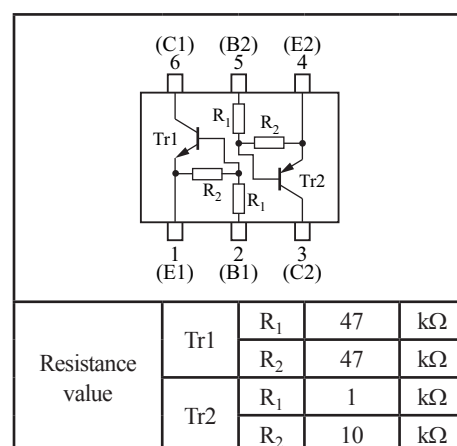 (C1) (B2) (E2)
6 5 4
R1 R2
Tr1
R2 R1 Tr2
1 2 3
(E1) (B1) (C2)
Resistance value Tr1 R1 47 kΩ
R2 47 kΩ
Tr2 R1 1 kΩ
R2 10 kΩ